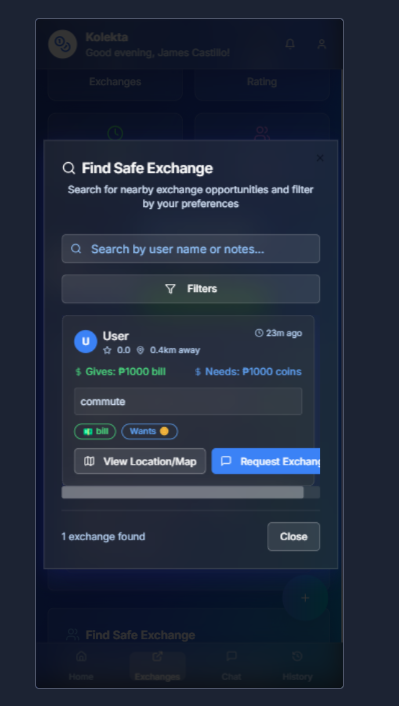 Kolekta
Good evening, James Castillo!
Exchanges
Rating
Find Safe Exchange
Search for nearby exchange opportunities and filter
by your preferences
Search by user name or notes...
Filters
U
User
23m ago
0.0
0.4km away
$ Gives: ₱1000 bill
$ Needs: ₱1000 coins
commute
bill
Wants
View Location/Map
Request Exchang
1 exchange found
Close
Find Safe Exchange
Home
Exchanges
Chat
History